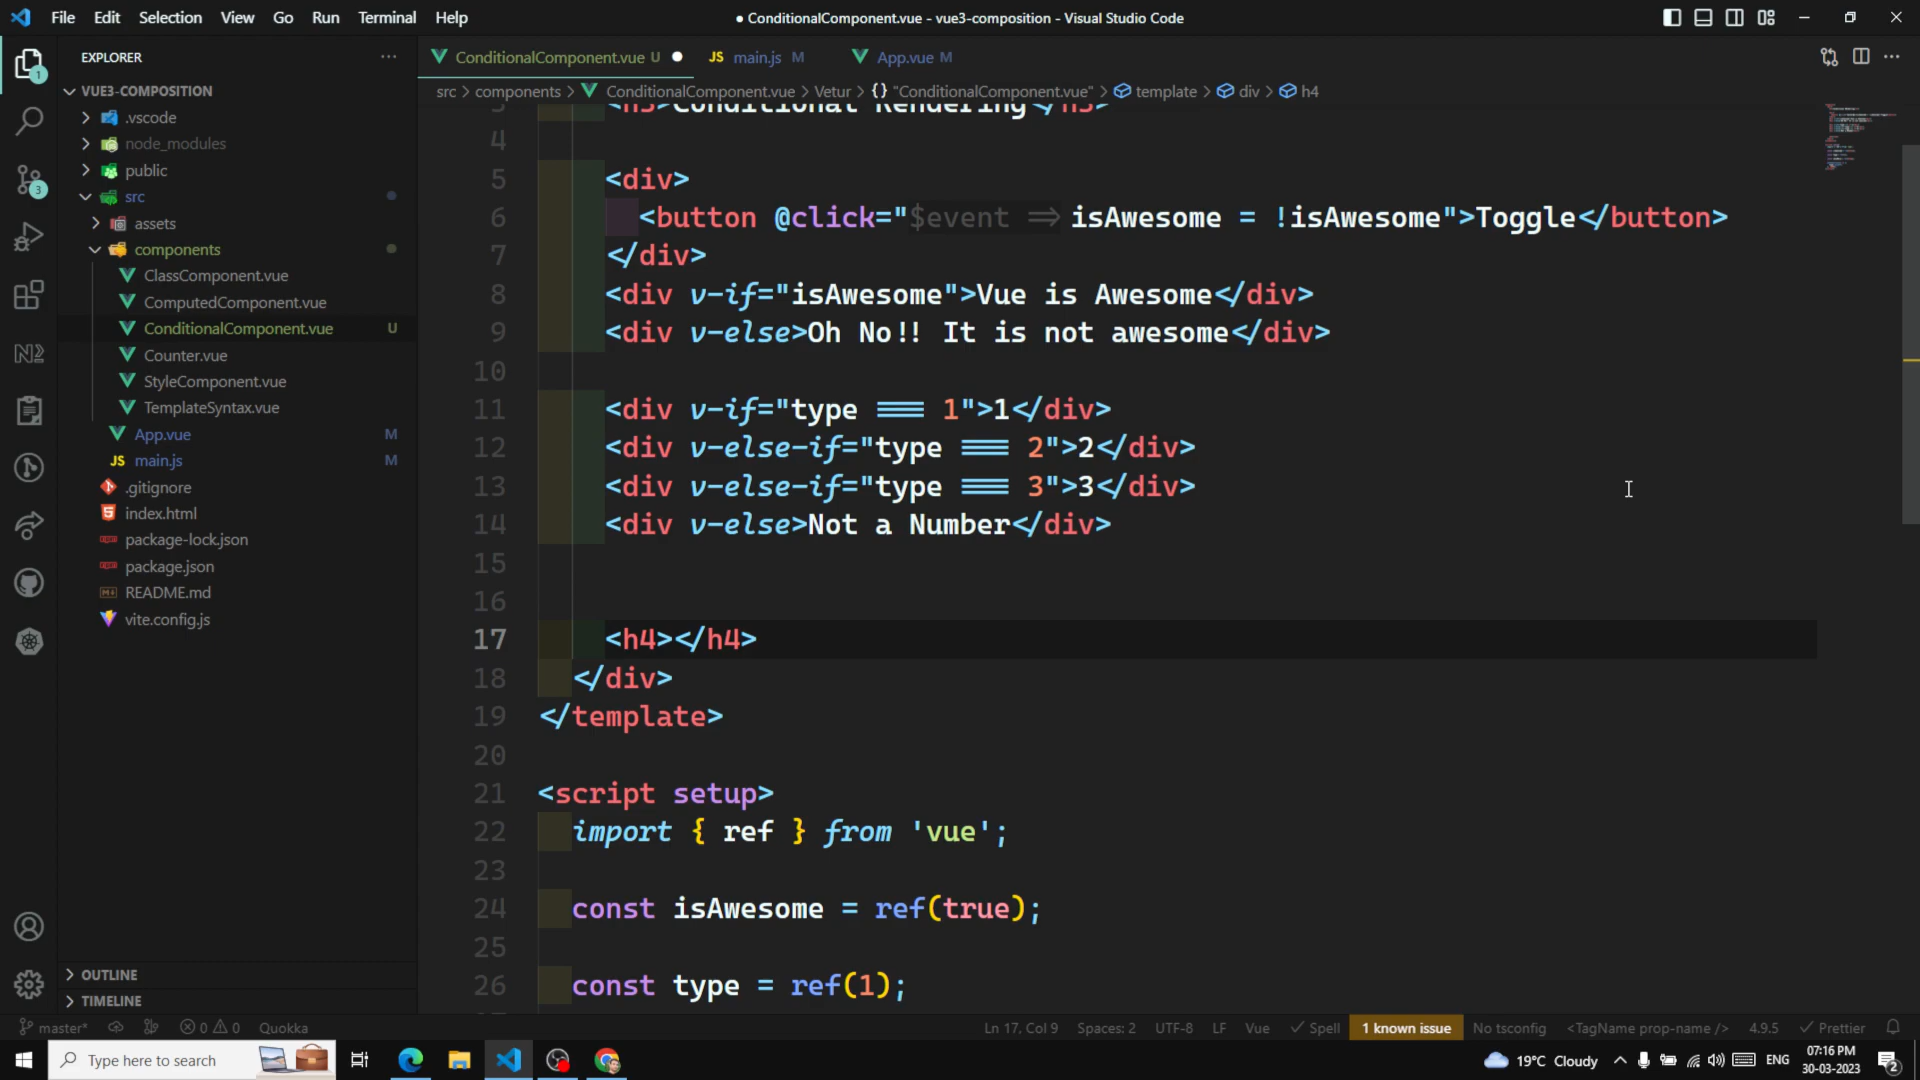 File Edit Selection View Go Run Terminal Help
● ConditionalComponent.vue - vue3-composition - Visual Studio Code
EXPLORER
VUE3-COMPOSITION
.vscode
node_modules
public
src
assets
components
ClassComponent.vue
ComputedComponent.vue
ConditionalComponent.vue U
Counter.vue
StyleComponent.vue
TemplateSyntax.vue
App.vue M
JS main.js M
.gitignore
index.html
package-lock.json
package.json
README.md
vite.config.js
OUTLINE
TIMELINE
1
3
ConditionalComponent.vue U
JS main.js M
App.vue M
src > components > ConditionalComponent.vue > Vetur > {} "ConditionalComponent.vue" > template > div > h4
3 <h3>Conditional Rendering</h3>
4
5 <div>
6 <button @click="$event => isAwesome = !isAwesome">Toggle</button>
7 </div>
8 <div v-if="isAwesome">Vue is Awesome</div>
9 <div v-else>Oh No!! It is not awesome</div>
10
11 <div v-if="type === 1">1</div>
12 <div v-else-if="type === 2">2</div>
13 <div v-else-if="type === 3">3</div>
14 <div v-else>Not a Number</div>
15
16
17 <h4></h4>
18 </div>
19 </template>
20
21 <script setup>
22 import { ref } from 'vue';
23
24 const isAwesome = ref(true);
25
26 const type = ref(1);
master* 0 0 Quokka
Ln 17, Col 9 Spaces: 2 UTF-8 LF Vue Spell 1 known issue No tsconfig <TagName prop-name /> 4.9.5 Prettier
Type here to search
19°C Cloudy ENG
07:16 PM
30-03-2023
2